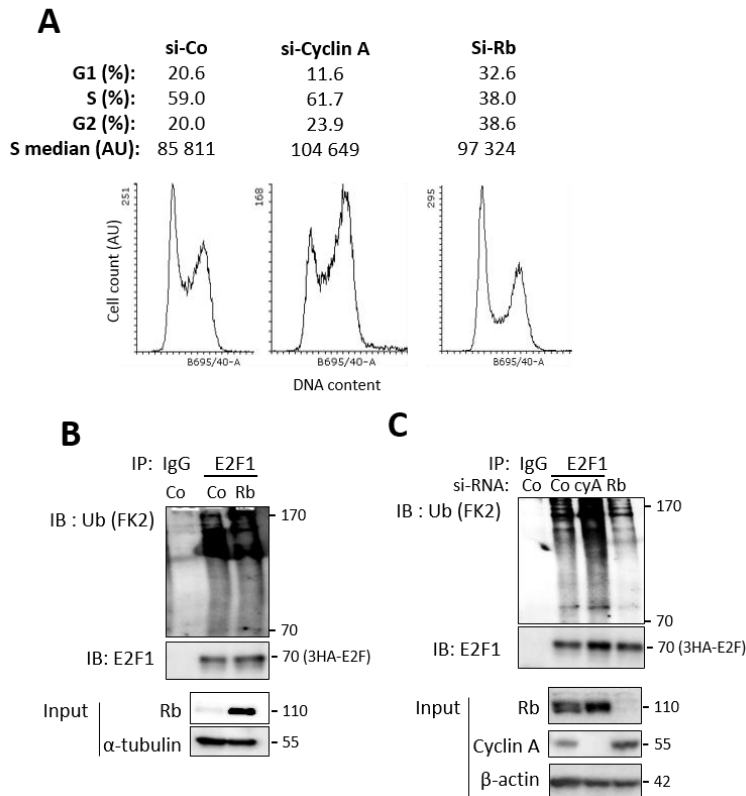 A
si-Co si-Cyclin A Si-Rb
G1 (%): 20.6 11.6 32.6
S (%): 59.0 61.7 38.0
G2 (%): 20.0 23.9 38.6
S median (AU): 85 811 104 649 97 324
Cell count (AU)
251
168
295
B695/40-A B695/40-A B695/40-A
DNA content
B
IP: IgG E2F1
Co Co Rb
IB : Ub (FK2)
170
70
IB: E2F1 70 (3HA-E2F)
Input Rb 110
α-tubulin 55
C
IP: IgG E2F1
si-RNA: Co Co cyA Rb
IB : Ub (FK2)
170
70
IB: E2F1 70 (3HA-E2F)
Input Rb 110
Cyclin A 55
β-actin 42